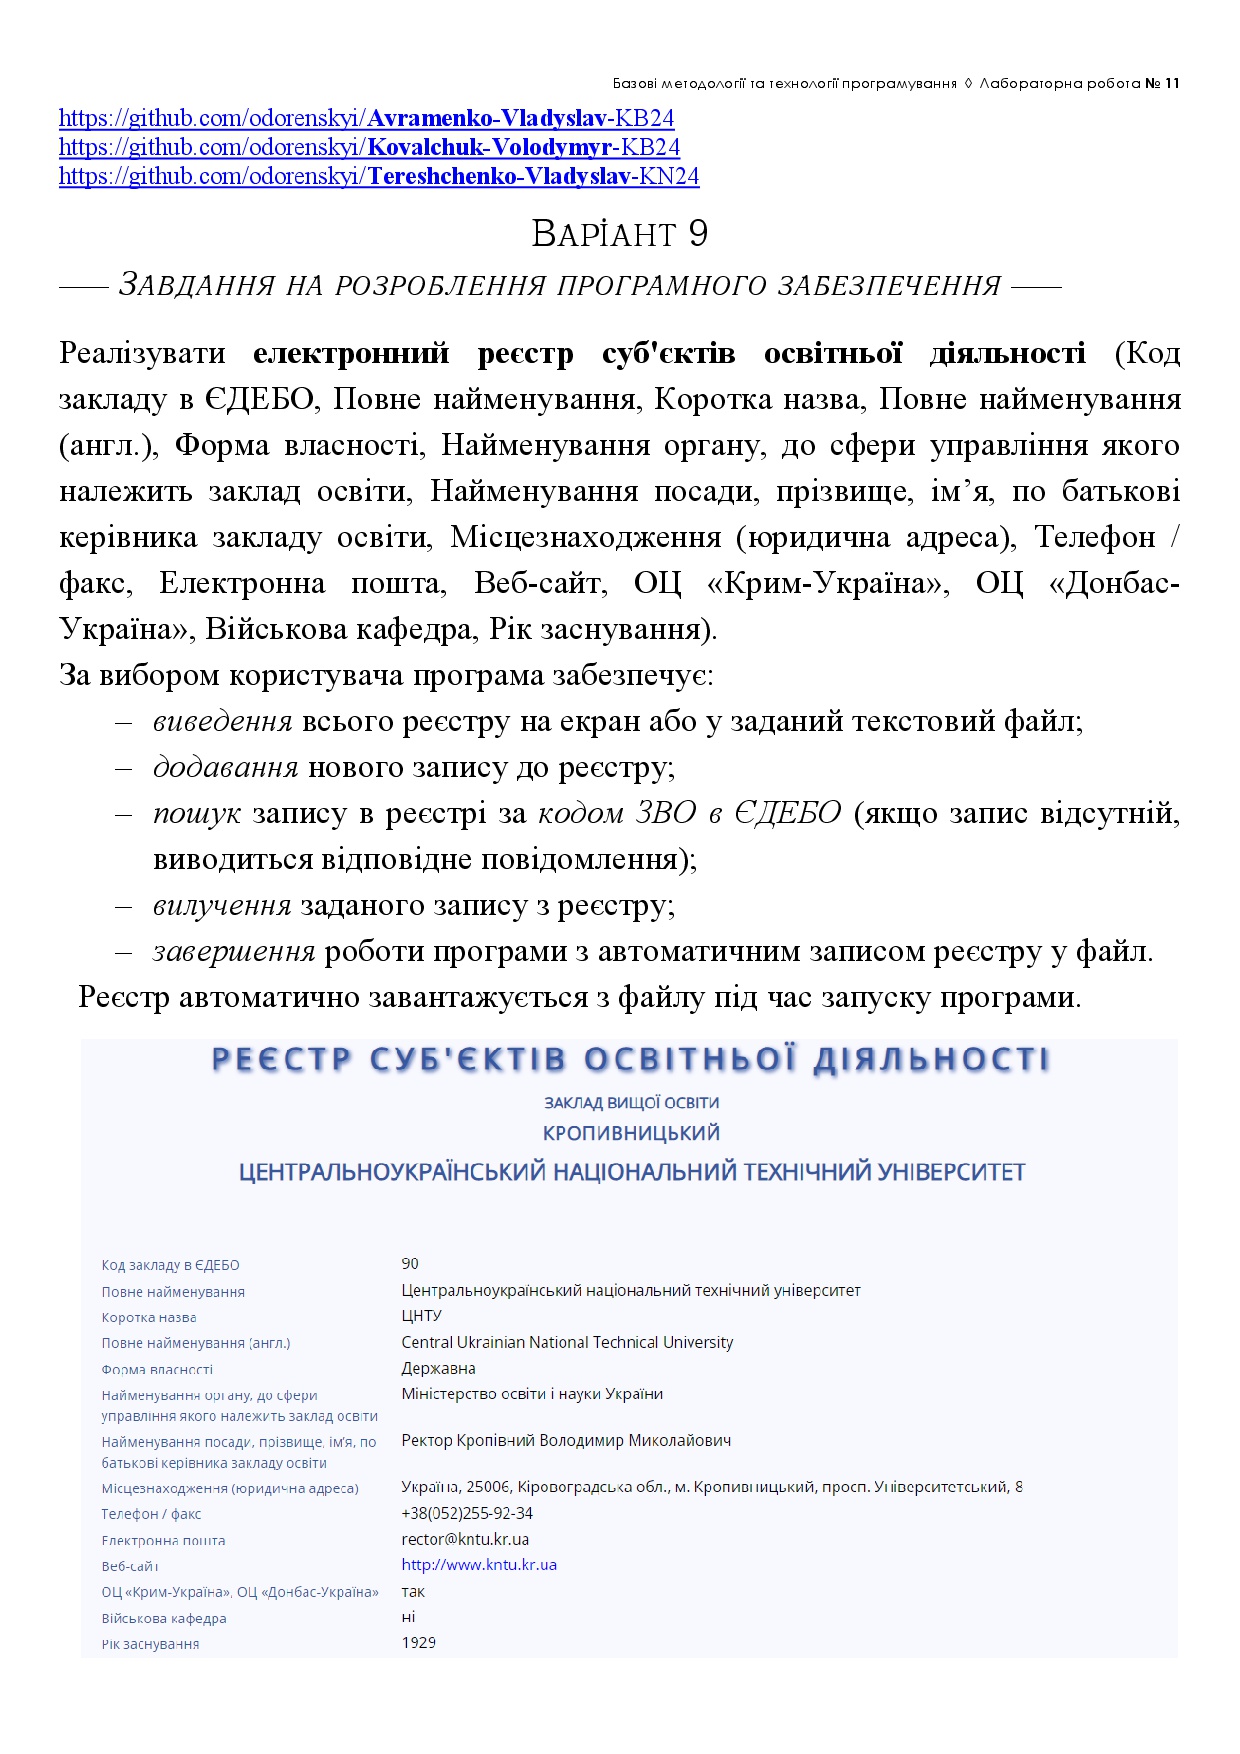 Базові методології та технології програмування ◊ Лабораторна робота № 11
https://github.com/odorenskyi/Avramenko-Vladyslav-KB24
https://github.com/odorenskyi/Kovalchuk-Volodymyr-KB24
https://github.com/odorenskyi/Tereshchenko-Vladyslav-KN24
ВАРІАНТ 9
—— ЗАВДАННЯ НА РОЗРОБЛЕННЯ ПРОГРАМНОГО ЗАБЕЗПЕЧЕННЯ ——
Реалізувати електронний реєстр суб'єктів освітньої діяльності (Код
закладу в ЄДЕБО, Повне найменування, Коротка назва, Повне найменування
(англ.), Форма власності, Найменування органу, до сфери управління якого
належить заклад освіти, Найменування посади, прізвище, ім’я, по батькові
керівника закладу освіти, Місцезнаходження (юридична адреса), Телефон /
факс, Електронна пошта, Веб-сайт, ОЦ «Крим-Україна», ОЦ «Донбас-
Україна», Військова кафедра, Рік заснування).
За вибором користувача програма забезпечує:
– виведення всього реєстру на екран або у заданий текстовий файл;
– додавання нового запису до реєстру;
– пошук запису в реєстрі за кодом ЗВО в ЄДЕБО (якщо запис відсутній,
виводиться відповідне повідомлення);
– вилучення заданого запису з реєстру;
– завершення роботи програми з автоматичним записом реєстру у файл.
Реєстр автоматично завантажується з файлу під час запуску програми.
РЕЄСТР СУБ'ЄКТІВ ОСВІТНЬОЇ ДІЯЛЬНОСТІ
ЗАКЛАД ВИЩОЇ ОСВІТИ
КРОПИВНИЦЬКИЙ
ЦЕНТРАЛЬНОУКРАЇНСЬКИЙ НАЦІОНАЛЬНИЙ ТЕХНІЧНИЙ УНІВЕРСИТЕТ
Код закладу в ЄДЕБО 90
Повне найменування Центральноукраїнський національний технічний університет
Коротка назва ЦНТУ
Повне найменування (англ.) Central Ukrainian National Technical University
Форма власності Державна
Найменування органу, до сфери Міністерство освіти і науки України
управління якого належить заклад освіти
Найменування посади, прізвище, ім'я, по Ректор Кропівний Володимир Миколайович
батькові керівника закладу освіти
Місцезнаходження (юридична адреса) Україна, 25006, Кіровоградська обл., м. Кропивницький, просп. Університетський, 8
Телефон / факс +38(052)255-92-34
Електронна пошта rector@kntu.kr.ua
Веб-сайт http://www.kntu.kr.ua
ОЦ «Крим-Україна», ОЦ «Донбас-Україна» так
Військова кафедра ні
Рік заснування 1929